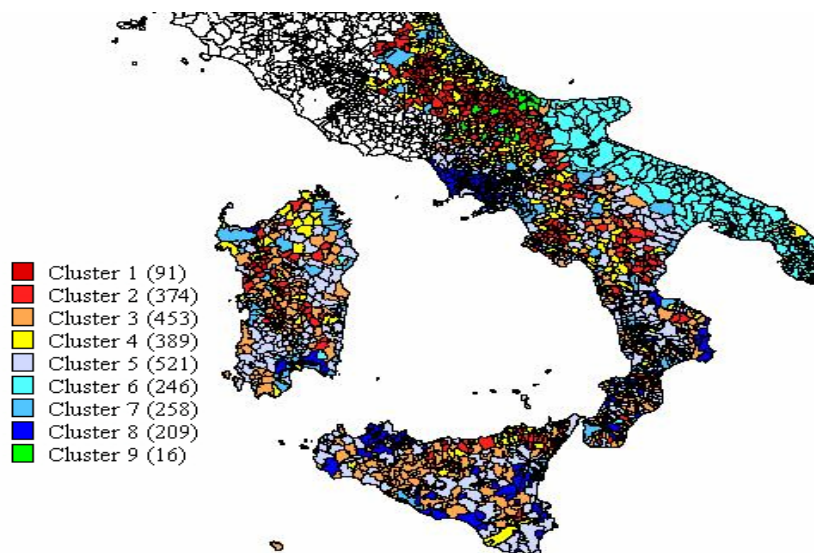 Cluster 1 (91)
Cluster 2 (374)
Cluster 3 (453)
Cluster 4 (389)
Cluster 5 (521)
Cluster 6 (246)
Cluster 7 (258)
Cluster 8 (209)
Cluster 9 (16)